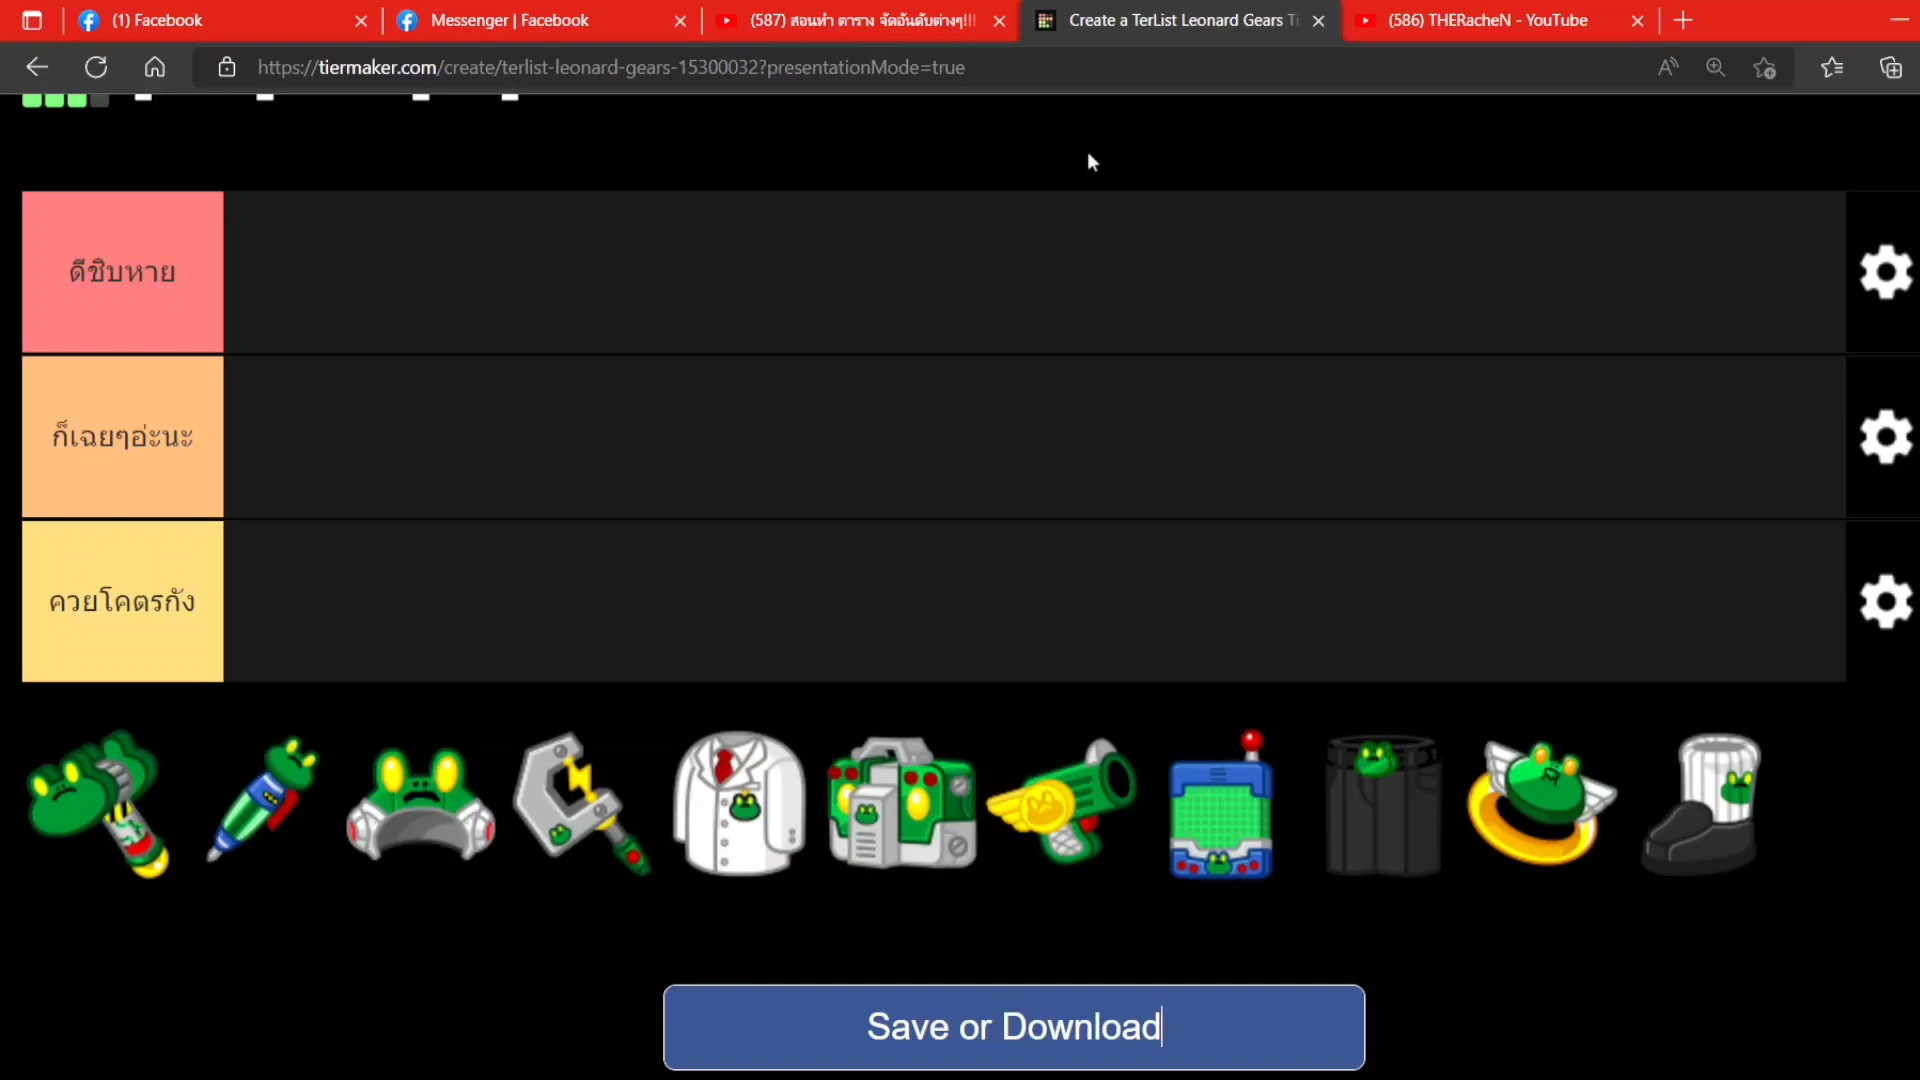 (1) Facebook
Messenger | Facebook
(587) สอนทำ ตาราง จัดอันดับต่างๆ!!!
Create a TerList Leonard Gears Ti
(586) THERacheN - YouTube
https://tiermaker.com/create/terlist-leonard-gears-15300032?presentationMode=true
ดีชิบหาย
ก็เฉยๆอ่ะนะ
ควยโคตรกัง
Save or Download